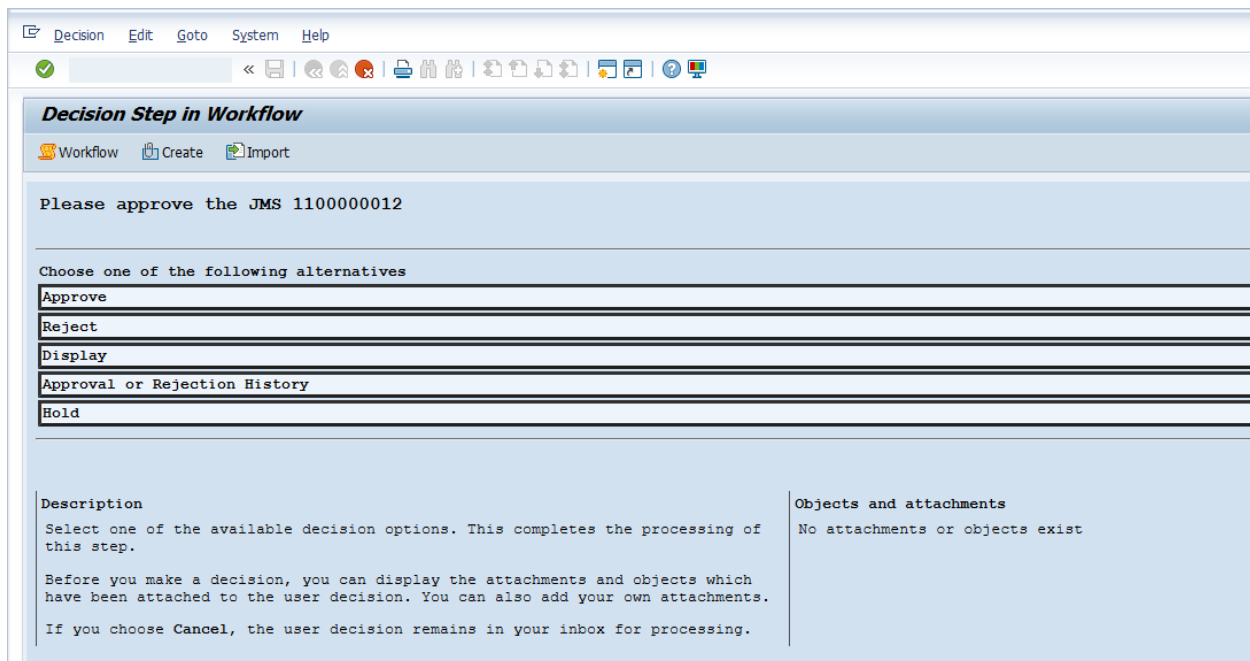 Decision Edit Goto System Help
«
Decision Step in Workflow
Workflow Create Import
Please approve the JMS 1100000012
Choose one of the following alternatives
Approve
Reject
Display
Approval or Rejection History
Hold
Description
Select one of the available decision options. This completes the processing of
this step.
Before you make a decision, you can display the attachments and objects which
have been attached to the user decision. You can also add your own attachments.
If you choose Cancel, the user decision remains in your inbox for processing.
Objects and attachments
No attachments or objects exist